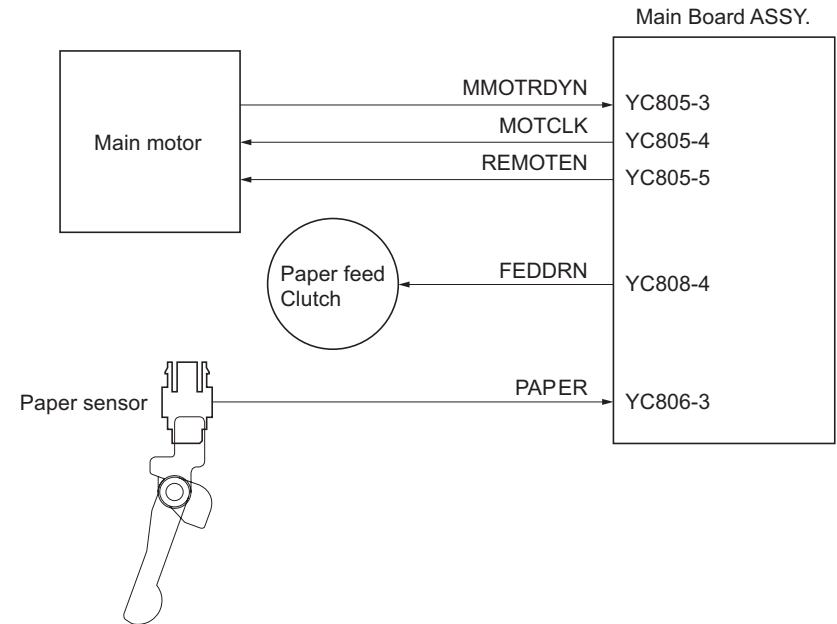 Main Board ASSY.
MMOTRDYN
YC805-3
Main motor
MOTCLK
YC805-4
REMOTEN
YC805-5
Paper feed
Clutch
FEDDRN
YC808-4
Paper sensor
PAPER
YC806-3